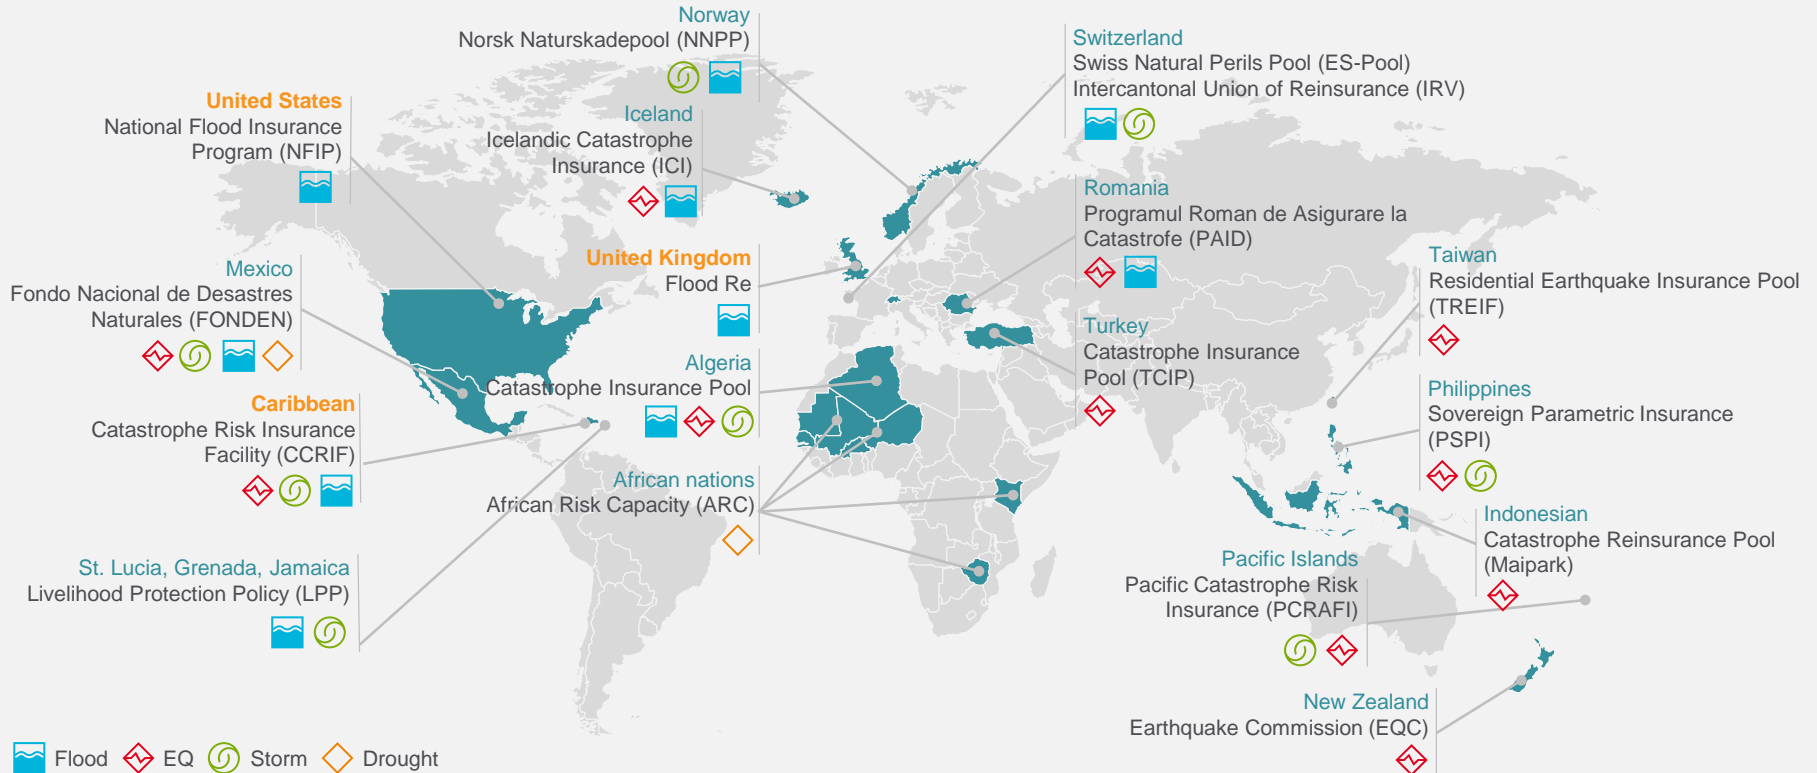 Norway
Norsk Naturskadepool (NNPP)
Switzerland
Swiss Natural Perils Pool (ES-Pool)
Intercantonal Union of Reinsurance (IRV)
United States
National Flood Insurance
Program (NFIP)
Iceland
Icelandic Catastrophe
Insurance (ICI)
Romania
Programul Roman de Asigurare la
Catastrofe (PAID)
United Kingdom
Flood Re
Mexico
Fondo Nacional de Desastres
Naturales (FONDEN)
Taiwan
Residential Earthquake Insurance Pool
(TREIF)
Turkey
Catastrophe Insurance
Pool (TCIP)
Algeria
Catastrophe Insurance Pool
Caribbean
Catastrophe Risk Insurance
Facility (CCRIF)
Philippines
Sovereign Parametric Insurance
(PSPI)
African nations
African Risk Capacity (ARC)
Indonesian
Catastrophe Reinsurance Pool
(Maipark)
St. Lucia, Grenada, Jamaica
Livelihood Protection Policy (LPP)
Pacific Islands
Pacific Catastrophe Risk
Insurance (PCRAFI)
New Zealand
Earthquake Commission (EQC)
Flood EQ Storm Drought